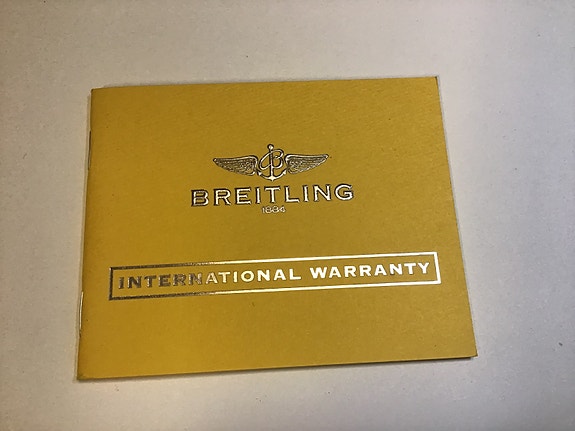 B
BREITLING
1884
INTERNATIONAL WARRANTY